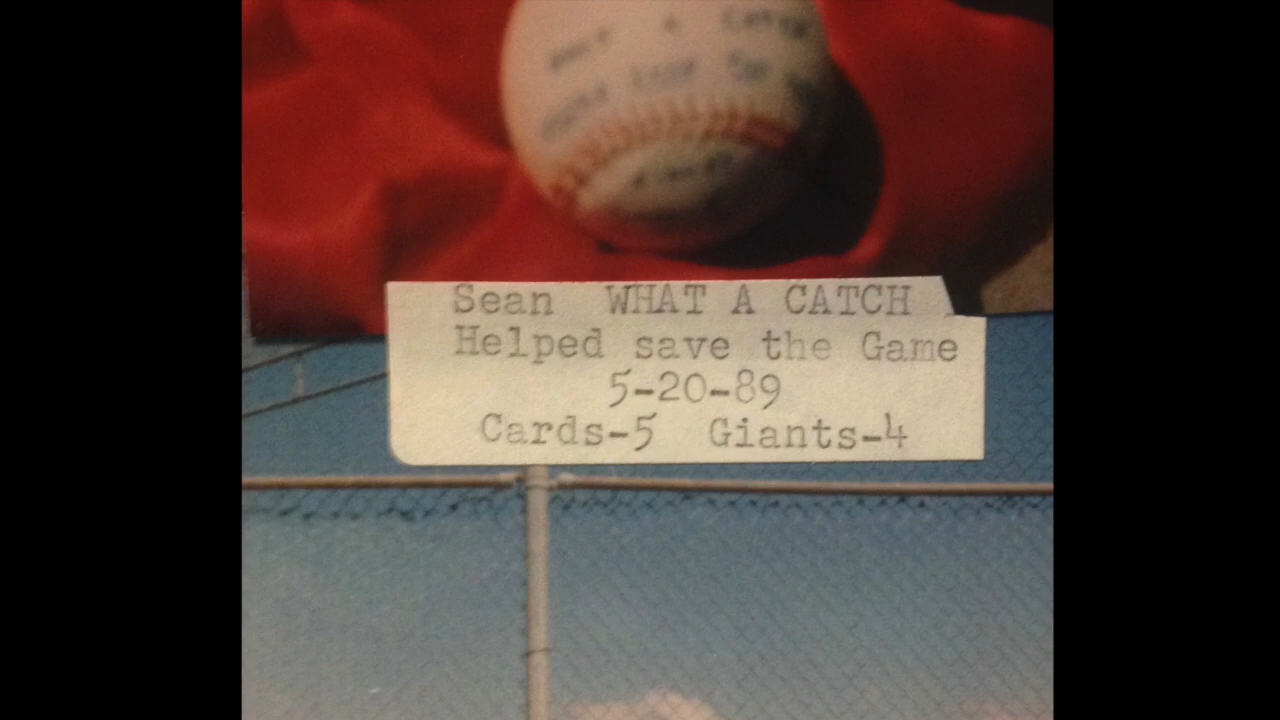 Sean WHAT A CATCH
Helped save the Game
5-20-89
Cards-5 Giants-4